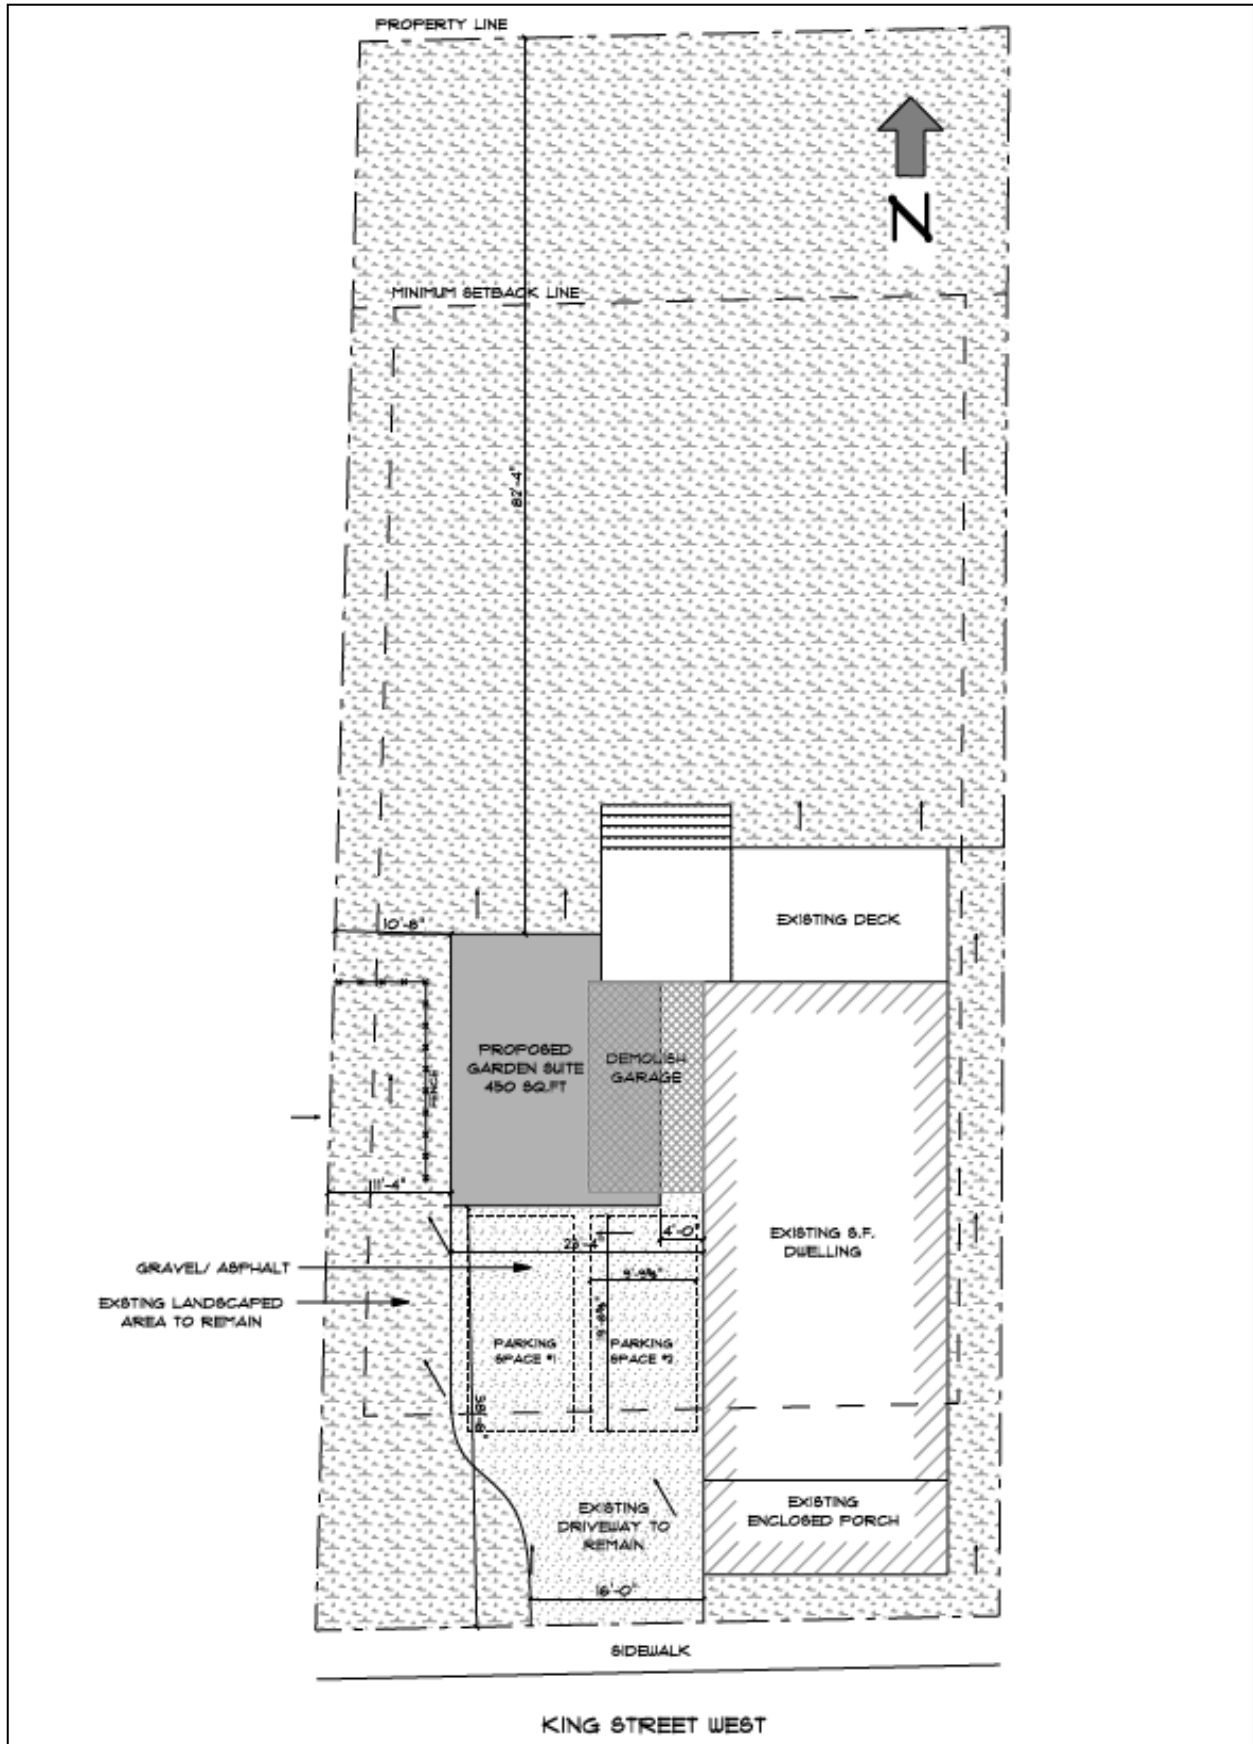 PROPERTY LINE
N
MINIMUM SETBACK LINE
82'-4"
EXISTING DECK
10'-8"
PROPOSED
GARDEN SUITE
450 SQ.FT
DEMOLISH
GARAGE
FENCE
11'-4"
4'-0"
EXISTING S.F.
DWELLING
GRAVEL/ ASPHALT
EXISTING LANDSCAPED
AREA TO REMAIN
PARKING
SPACE #1
PARKING
SPACE #2
EXISTING
DRIVEWAY TO
REMAIN
EXISTING
ENCLOSED PORCH
16'-0"
SIDEWALK
KING STREET WEST